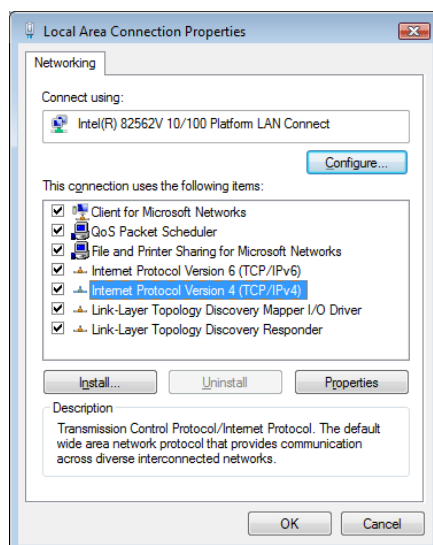 Local Area Connection Properties
Networking
Connect using:
Intel(R) 82562V 10/100 Platform LAN Connect
Configure...
This connection uses the following items:
Client for Microsoft Networks
QoS Packet Scheduler
File and Printer Sharing for Microsoft Networks
Internet Protocol Version 6 (TCP/IPv6)
Internet Protocol Version 4 (TCP/IPv4)
Link-Layer Topology Discovery Mapper I/O Driver
Link-Layer Topology Discovery Responder
Install... Uninstall Properties
Description
Transmission Control Protocol/Internet Protocol. The default
wide area network protocol that provides communication
across diverse interconnected networks.
OK Cancel